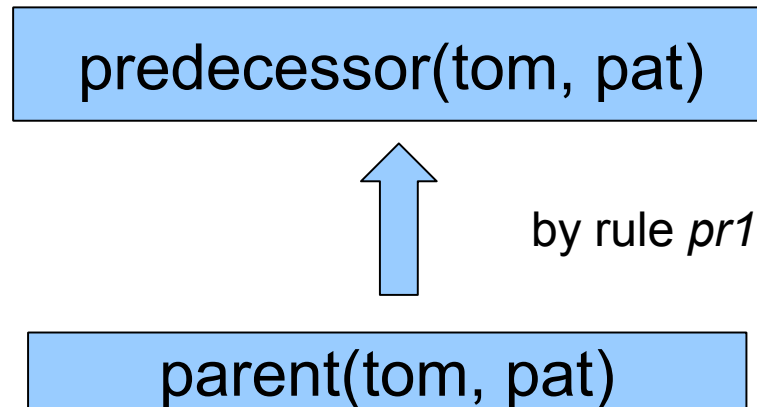 predecessor(tom, pat)
by rule pr1
parent(tom, pat)